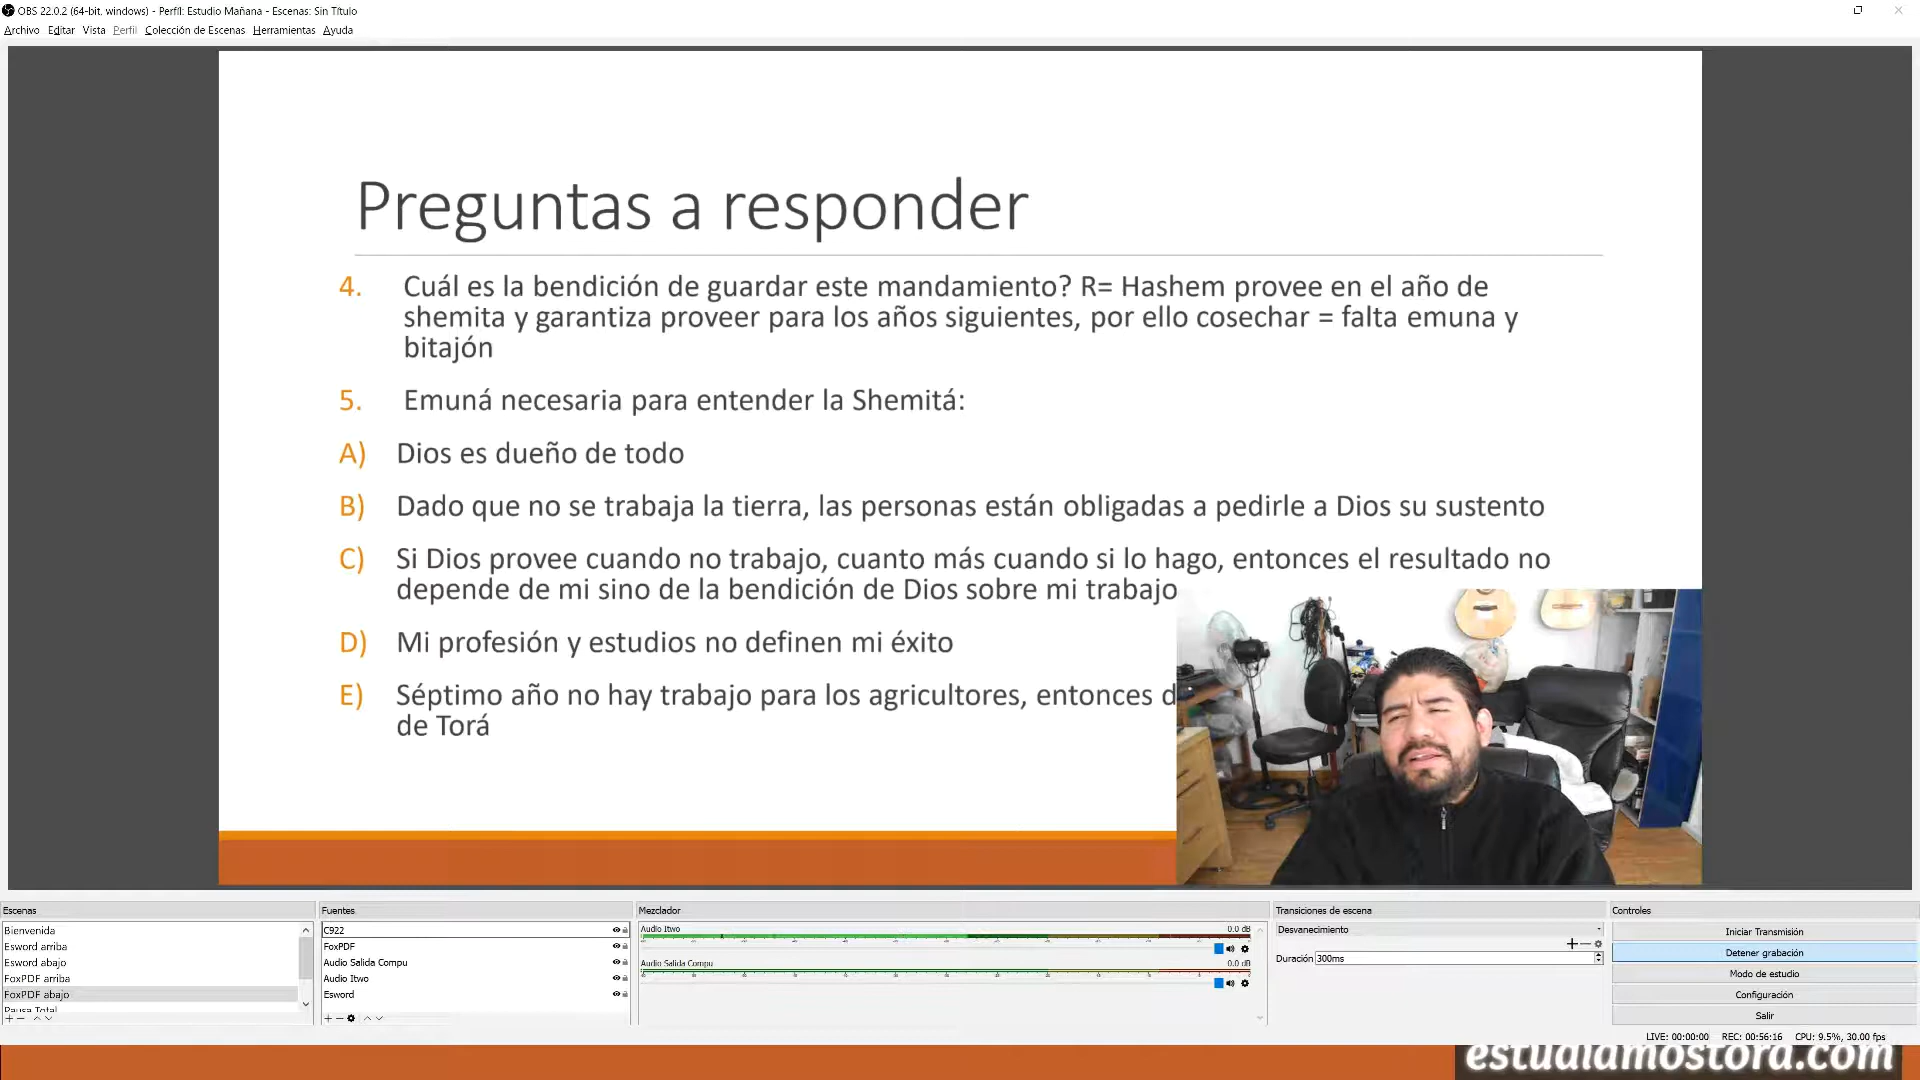 OBS 22.0.2 (64-bit, windows) - Perfil: Estudio Mañana - Escenas: Sin Título
Archivo Editar Vista Perfil Colección de Escenas Herramientas Ayuda
Preguntas a responder
4. Cuál es la bendición de guardar este mandamiento? R= Hashem provee en el año de
shemita y garantiza proveer para los años siguientes, por ello cosechar = falta emuna y
bitajón
5. Emuná necesaria para entender la Shemitá:
A) Dios es dueño de todo
B) Dado que no se trabaja la tierra, las personas están obligadas a pedirle a Dios su sustento
C) Si Dios provee cuando no trabajo, cuanto más cuando si lo hago, entonces el resultado no
depende de mi sino de la bendición de Dios sobre mi trabajo
D) Mi profesión y estudios no definen mi éxito
E) Séptimo año no hay trabajo para los agricultores, entonces
de Torá
Escenas
Bienvenida
Esword arriba
Esword abajo
FoxPDF arriba
FoxPDF abajo
Pausa Total
Fuentes
C922
FoxPDF
Audio Salida Compu
Audio Itwo
Esword
Mezclador
Audio Itwo 0.0 dB
Audio Salida Compu 0.0 dB
Transiciones de escena
Desvanecimiento
Duración 300ms
Controles
Iniciar Transmisión
Detener grabación
Modo de estudio
Configuración
Salir
LIVE: 00:00:00 REC: 00:56:16 CPU: 9.5%, 30.00 fps
estudiamostora.com